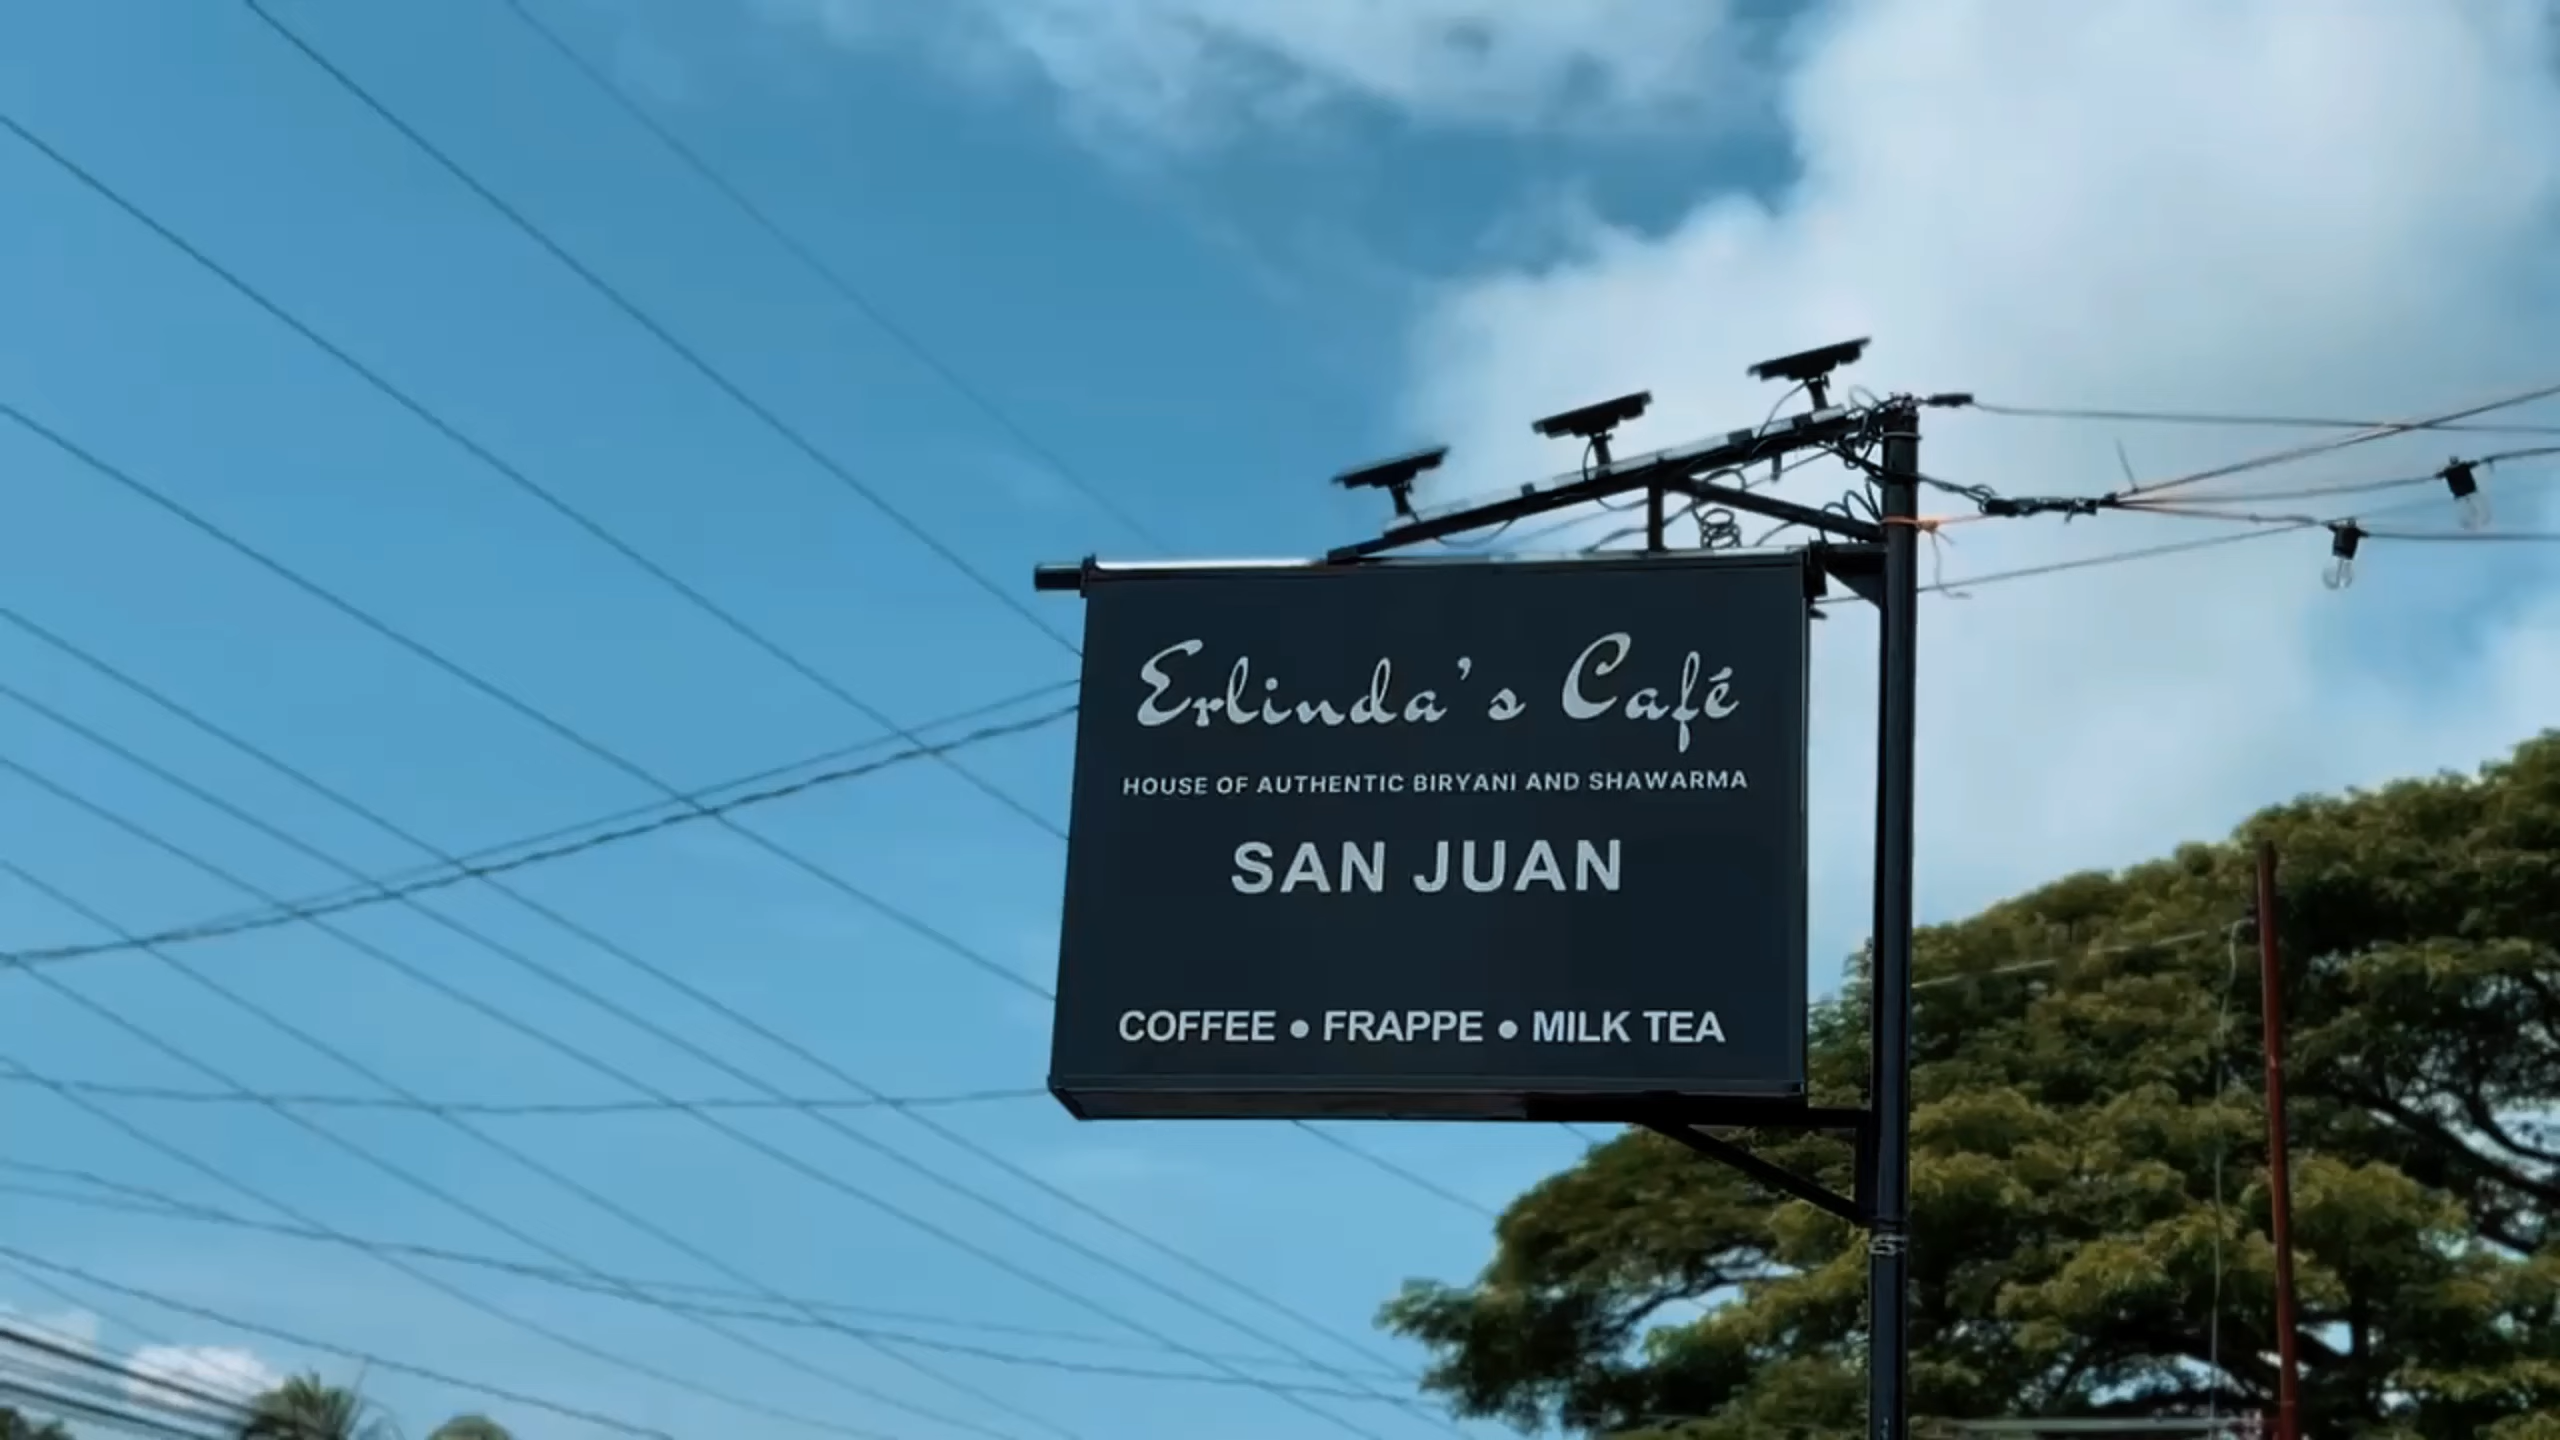 Erlinda's Café
HOUSE OF AUTHENTIC BIRYANI AND SHAWARMA
SAN JUAN
COFFEE ● FRAPPE ● MILK TEA